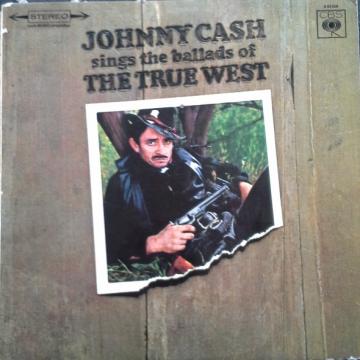 STEREO
CBS
JOHNNY CASH
sings the ballads of
THE TRUE WEST